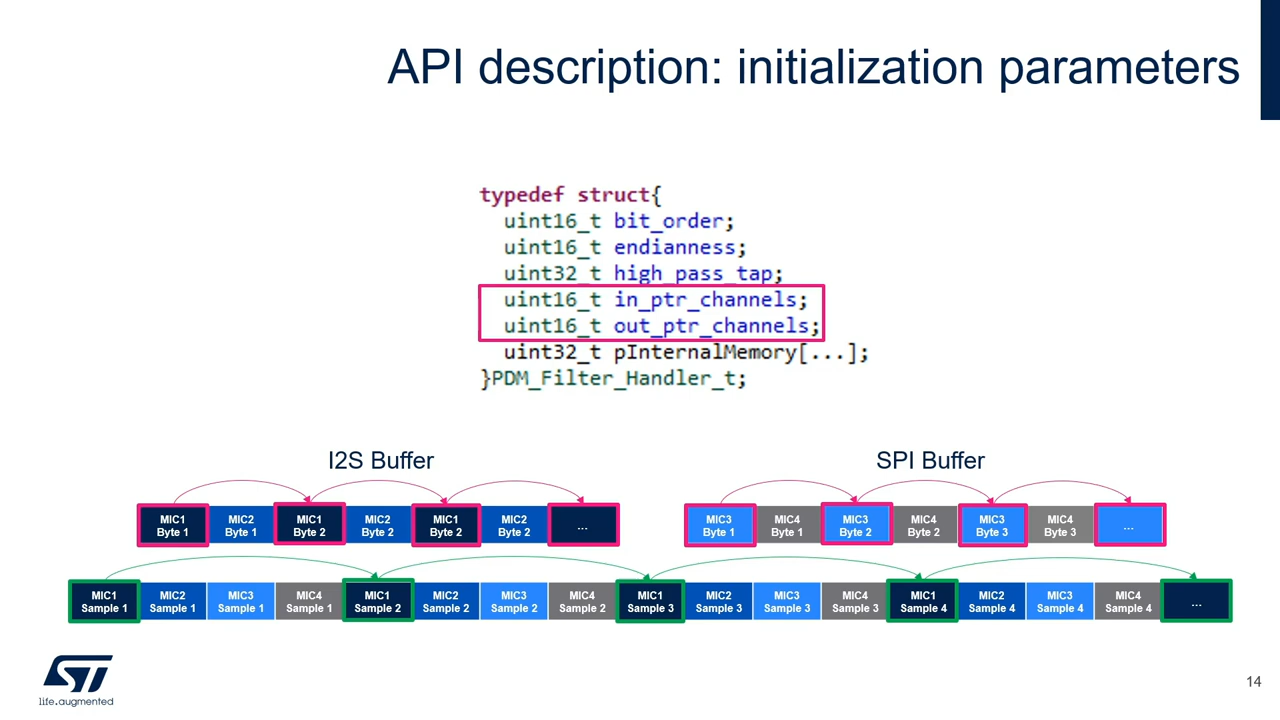 API description: initialization parameters
typedef struct{
uint16_t bit_order;
uint16_t endianness;
uint32_t high_pass_tap;
uint16_t in_ptr_channels;
uint16_t out_ptr_channels;
uint32_t pInternalMemory[...];
}PDM_Filter_Handler_t;
I2S Buffer
MIC1 Byte 1
MIC2 Byte 1
MIC1 Byte 2
MIC2 Byte 2
MIC1 Byte 2
MIC2 Byte 2
...
SPI Buffer
MIC3 Byte 1
MIC4 Byte 1
MIC3 Byte 2
MIC4 Byte 2
MIC3 Byte 3
MIC4 Byte 3
...
MIC1 Sample 1
MIC2 Sample 1
MIC3 Sample 1
MIC4 Sample 1
MIC1 Sample 2
MIC2 Sample 2
MIC3 Sample 2
MIC4 Sample 2
MIC1 Sample 3
MIC2 Sample 3
MIC3 Sample 3
MIC4 Sample 3
MIC1 Sample 4
MIC2 Sample 4
MIC3 Sample 4
MIC4 Sample 4
...
ST
life.augmented
14